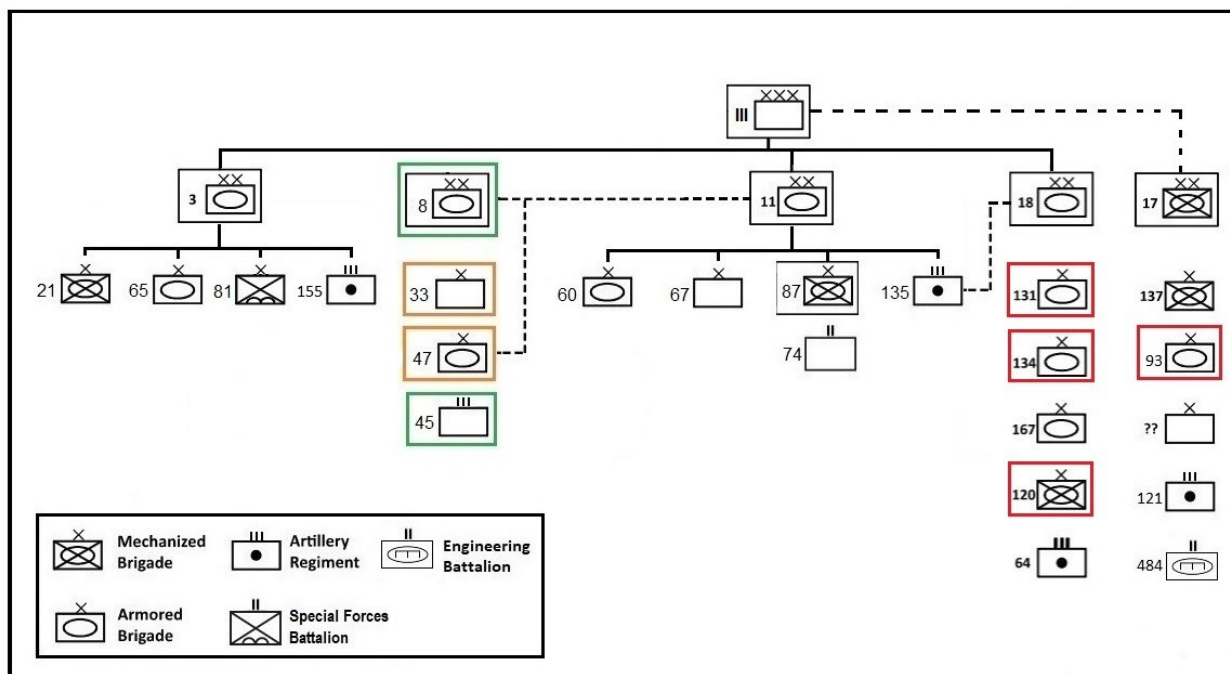 III
3
8
11
18
17
21
65
81
155
33
60
67
87
135
131
137
47
74
134
93
45
167
??
120
121
64
484
Mechanized
Brigade
Artillery
Regiment
Engineering
Battalion
Armored
Brigade
Special Forces
Battalion